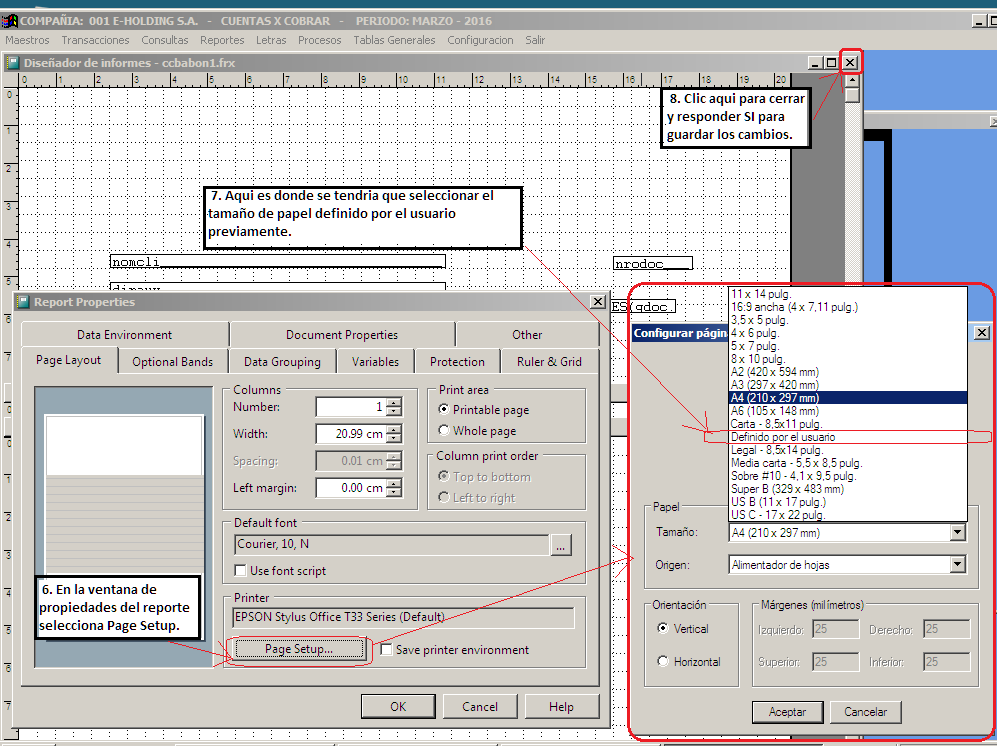 COMPAÑIA: 001 E-HOLDING S.A. - CUENTAS X COBRAR - PERIODO: MARZO - 2016
Maestros Transacciones Consultas Reportes Letras Procesos Tablas Generales Configuracion Salir
Diseñador de informes - ccbabon1.frx
0 1 2 3 4 5 6 7 8 9 10 11 12 13 14 15 16 17 18 19 20
0
1
2
3
4
5
8. Clic aqui para cerrar
y responder SI para
guardar los cambios.
7. Aqui es donde se tendria que seleccionar el
tamaño de papel definido por el usuario
previamente.
nomcli
nrodoc
ES(qdoc.
Report Properties
Data Environment Document Properties Other
Page Layout Optional Bands Data Grouping Variables Protection Ruler & Grid
Columns
Number: 1
Width: 20.99 cm
Spacing: 0.01 cm
Left margin: 0.00 cm
Print area
Printable page
Whole page
Column print order
Top to bottom
Left to right
Default font
Courier, 10, N
...
Use font script
Printer
EPSON Stylus Office T33 Series (Default)
Page Setup...
Save printer environment
OK Cancel Help
6. En la ventana de
propiedades del reporte
selecciona Page Setup.
Configurar página
11 x 14 pulg.
16:9 ancha (4 x 7,11 pulg.)
3,5 x 5 pulg.
4 x 6 pulg.
5 x 7 pulg.
8 x 10 pulg.
A2 (420 x 594 mm)
A3 (297 x 420 mm)
A4 (210 x 297 mm)
A6 (105 x 148 mm)
Carta - 8,5x11 pulg.
Definido por el usuario
Legal - 8,5x14 pulg.
Media carta - 5,5 x 8,5 pulg.
Sobre #10 - 4,1 x 9,5 pulg.
Super B (329 x 483 mm)
US B (11 x 17 pulg.)
US C - 17 x 22 pulg.
Papel
Tamaño: A4 (210 x 297 mm)
Origen: Alimentador de hojas
Orientación
Vertical
Horizontal
Márgenes (milímetros)
Izquierdo: 25 Derecho: 25
Superior: 25 Inferior: 25
Aceptar Cancelar